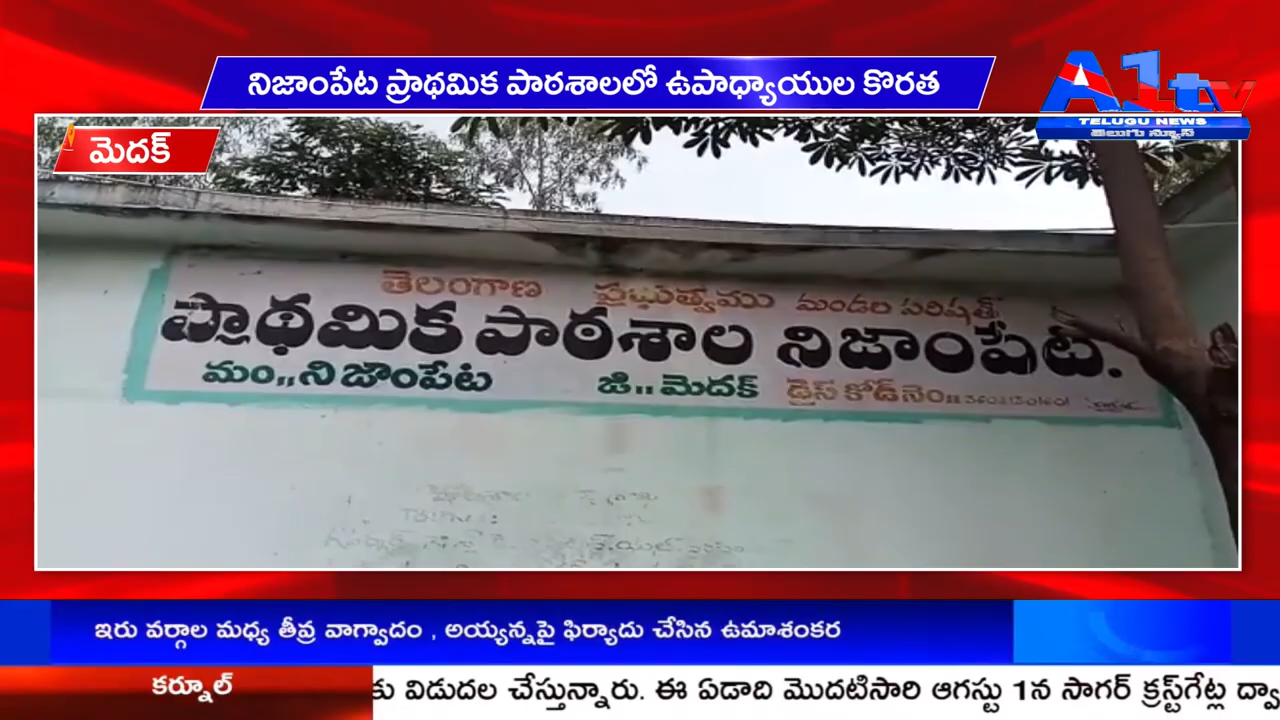 నిజాంపేట ప్రాథమిక పాఠశాలలో ఉపాధ్యాయుల కొరత
A1tv
TELUGU NEWS
తెలుగు న్యూస్
మెదక్
తెలంగాణ ప్రభుత్వము మండల పరిషత్
ప్రాథమిక పాఠశాల నిజాంపేట.
మం,,నిజాంపేట జి,,మెదక్ డైస్ కోడ్ నెం
ఇరు వర్గాల మధ్య తీవ్ర వాగ్వాదం , అయ్యన్నపై ఫిర్యాదు చేసిన ఉమాశంకర
కర్నూల్
కు విడుదల చేస్తున్నారు. ఈ ఏడాది మొదటిసారి ఆగస్టు 1న సాగర్ క్రస్ట్‌గేట్ల ద్వా